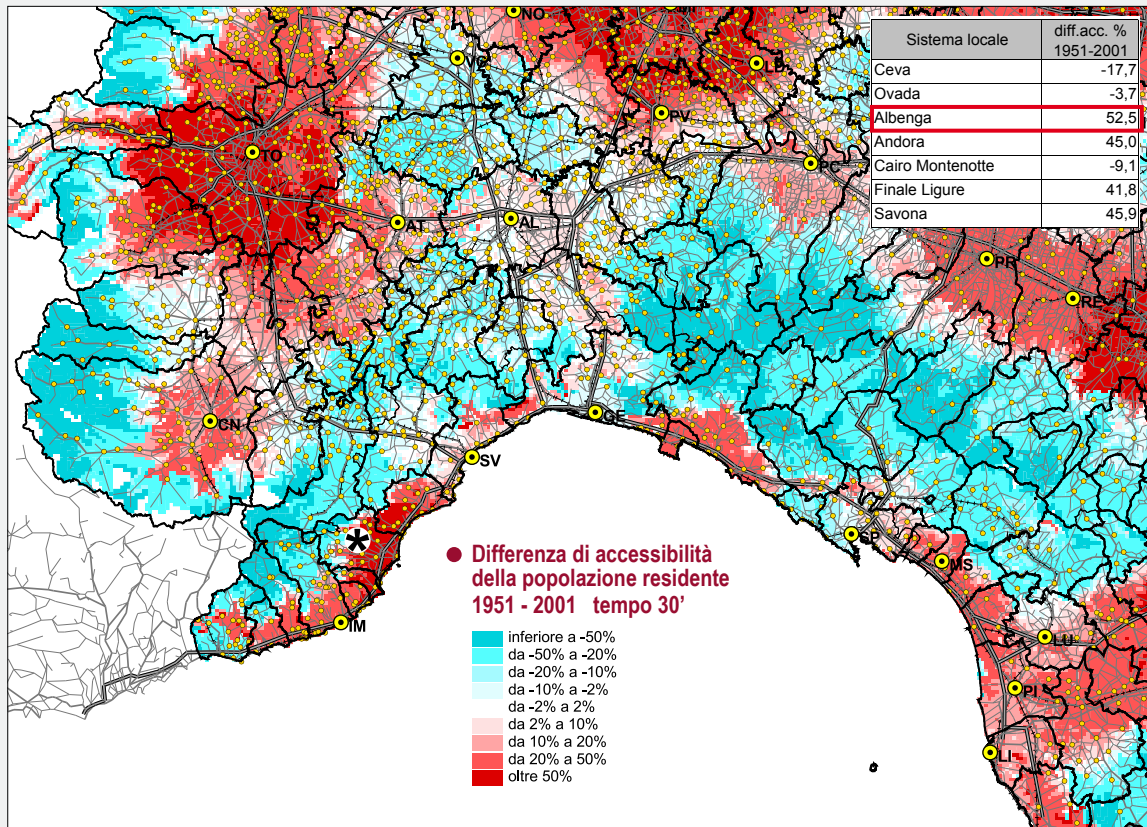 NO
MI
VC
LO
PV
TO
PC
AT
AL
PR
RE
CN
GE
SV
SP
MS
IM
LU
PI
LI
*
Sistema locale diff.acc. % 1951-2001
Ceva -17,7
Ovada -3,7
Albenga 52,5
Andora 45,0
Cairo Montenotte -9,1
Finale Ligure 41,8
Savona 45,9
Differenza di accessibilità
della popolazione residente
1951 - 2001 tempo 30'
inferiore a -50%
da -50% a -20%
da -20% a -10%
da -10% a -2%
da -2% a 2%
da 2% a 10%
da 10% a 20%
da 20% a 50%
oltre 50%